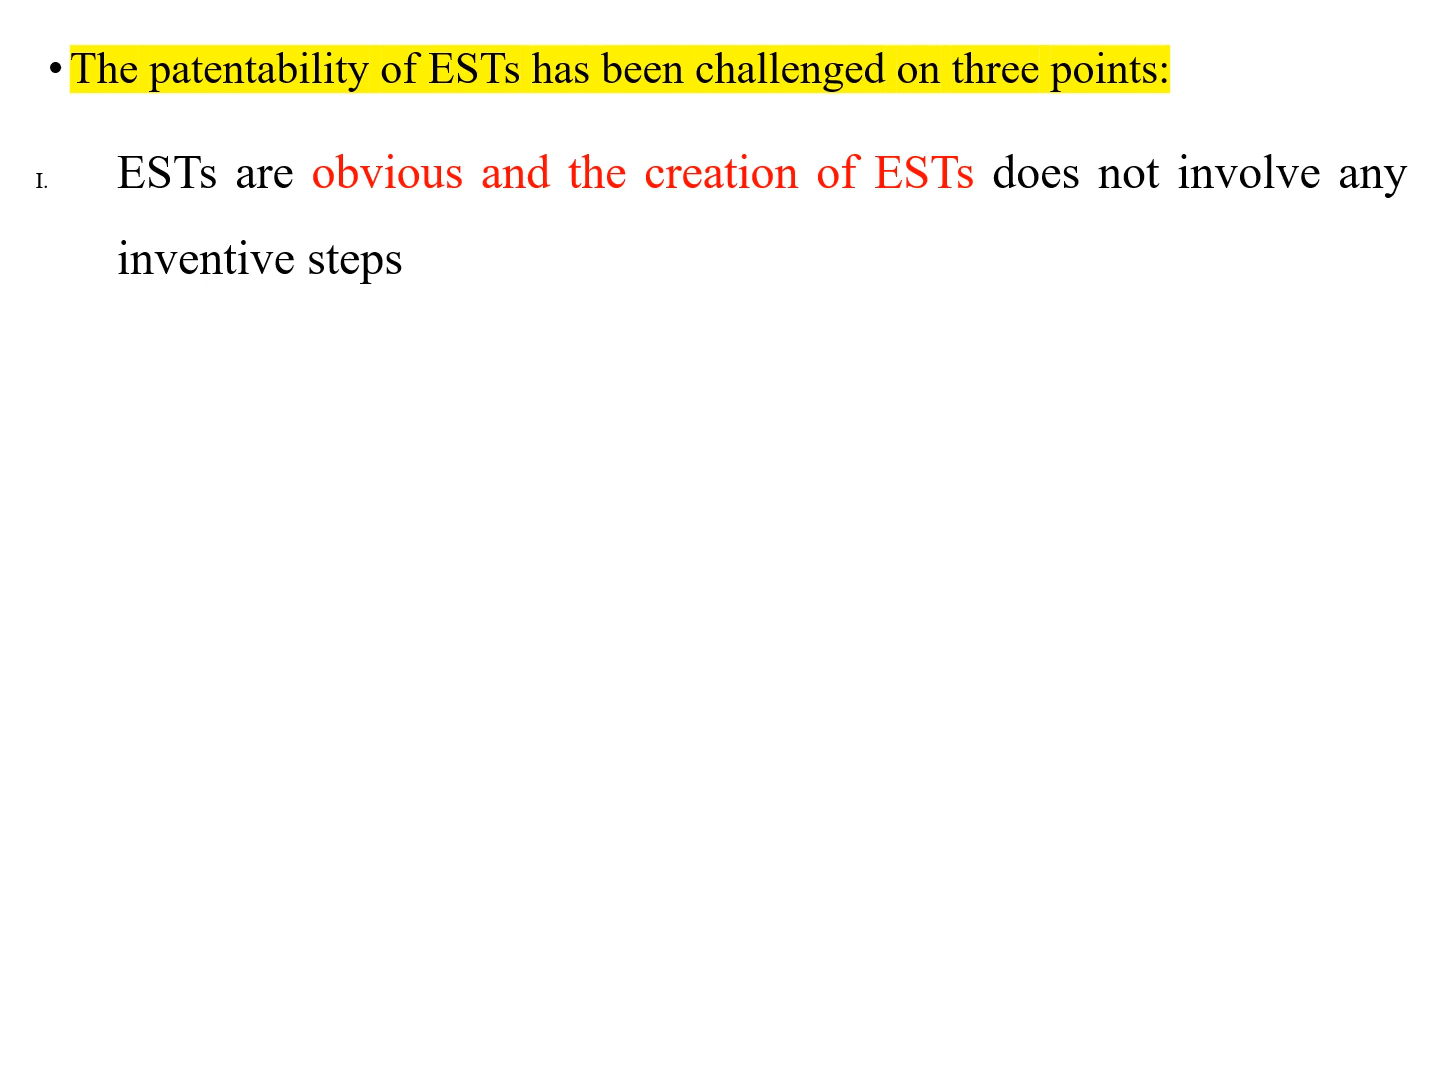 • The patentability of ESTs has been challenged on three points:
I. ESTs are obvious and the creation of ESTs does not involve any
inventive steps